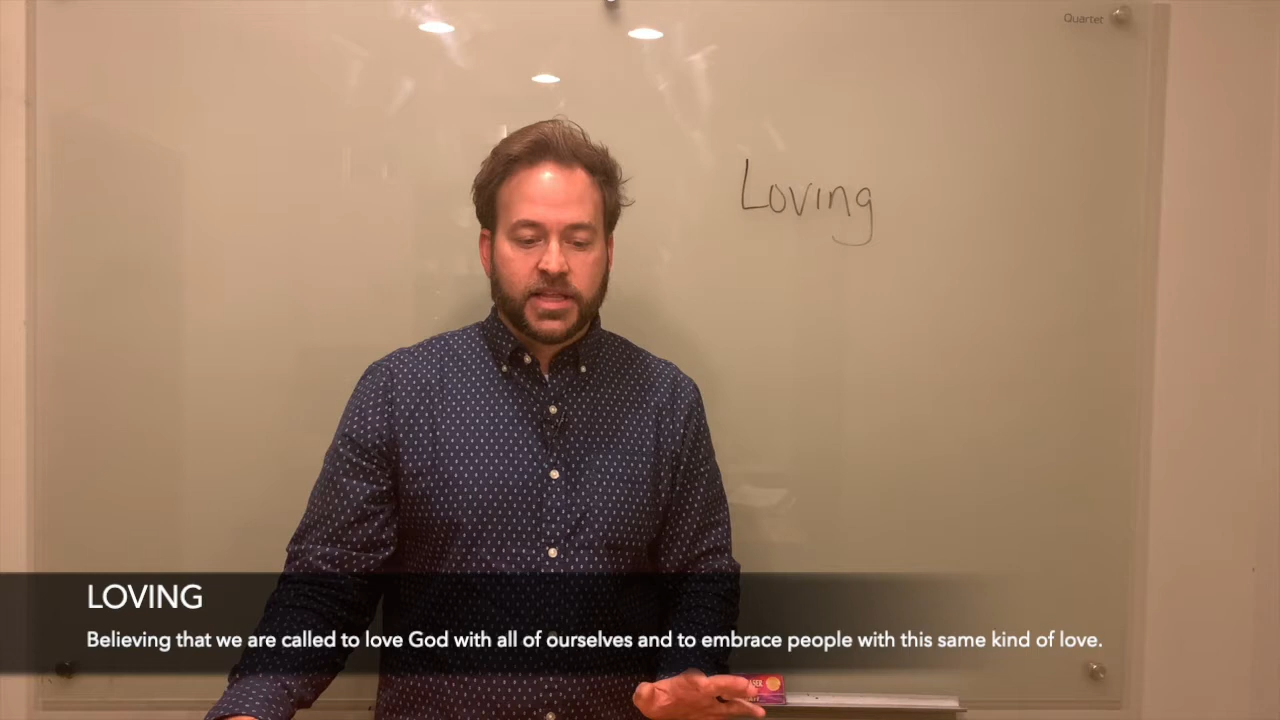 Quartet
Loving
LOVING
Believing that we are called to love God with all of ourselves and to embrace people with this same kind of love.